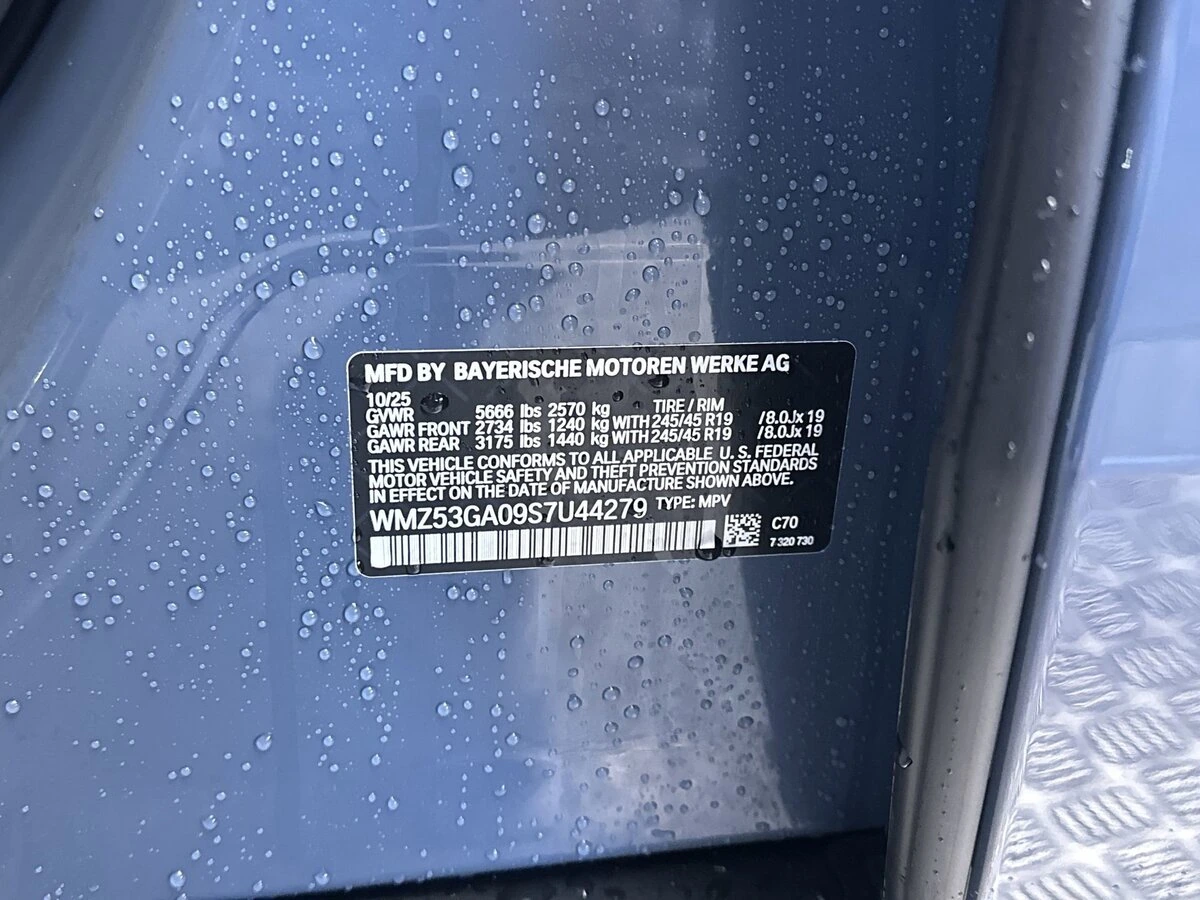 MFD BY BAYERISCHE MOTOREN WERKE AG
10/25
GVWR 5666 lbs 2570 kg TIRE / RIM
GAWR FRONT 2734 lbs 1240 kg WITH 245/45 R19 /8.0Jx 19
GAWR REAR 3175 lbs 1440 kg WITH 245/45 R19 /8.0Jx 19
THIS VEHICLE CONFORMS TO ALL APPLICABLE U. S. FEDERAL
MOTOR VEHICLE SAFETY AND THEFT PREVENTION STANDARDS
IN EFFECT ON THE DATE OF MANUFACTURE SHOWN ABOVE.
WMZ53GA09S7U44279 TYPE: MPV
C70
7 320 730